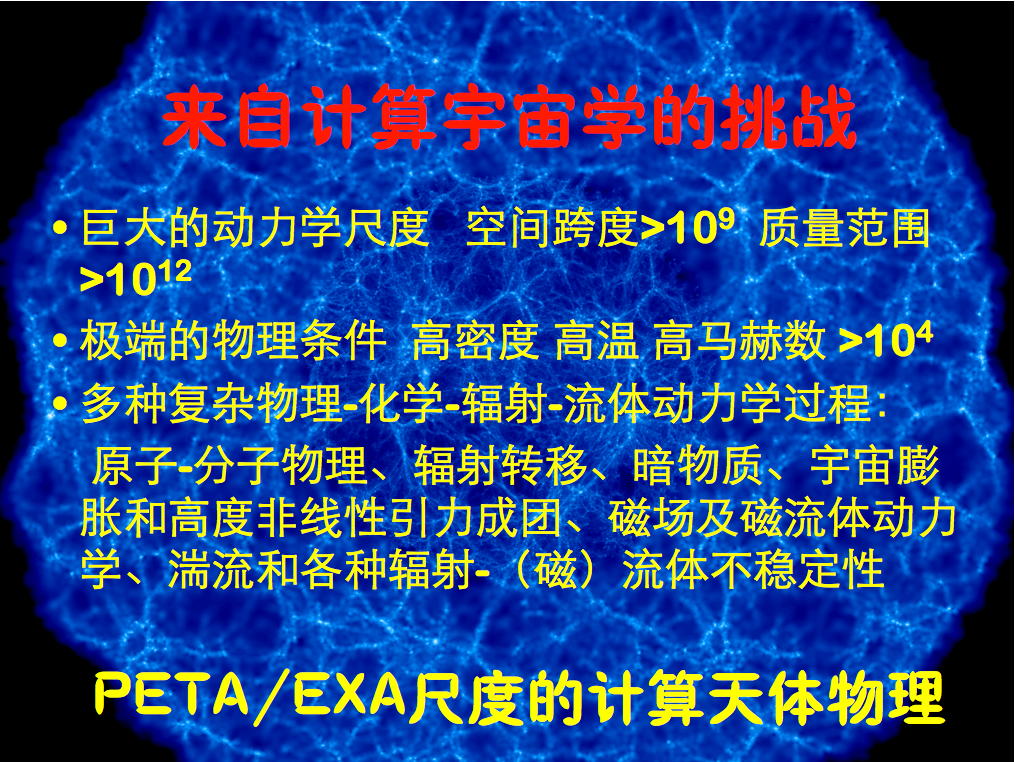 来自计算宇宙学的挑战
• 巨大的动力学尺度 空间跨度>10⁹ 质量范围
>10¹²
• 极端的物理条件 高密度 高温 高马赫数 >10⁴
• 多种复杂物理-化学-辐射-流体动力学过程：
原子-分子物理、辐射转移、暗物质、宇宙膨
胀和高度非线性引力成团、磁场及磁流体动力
学、湍流和各种辐射-（磁）流体不稳定性
PETA/EXA尺度的计算天体物理